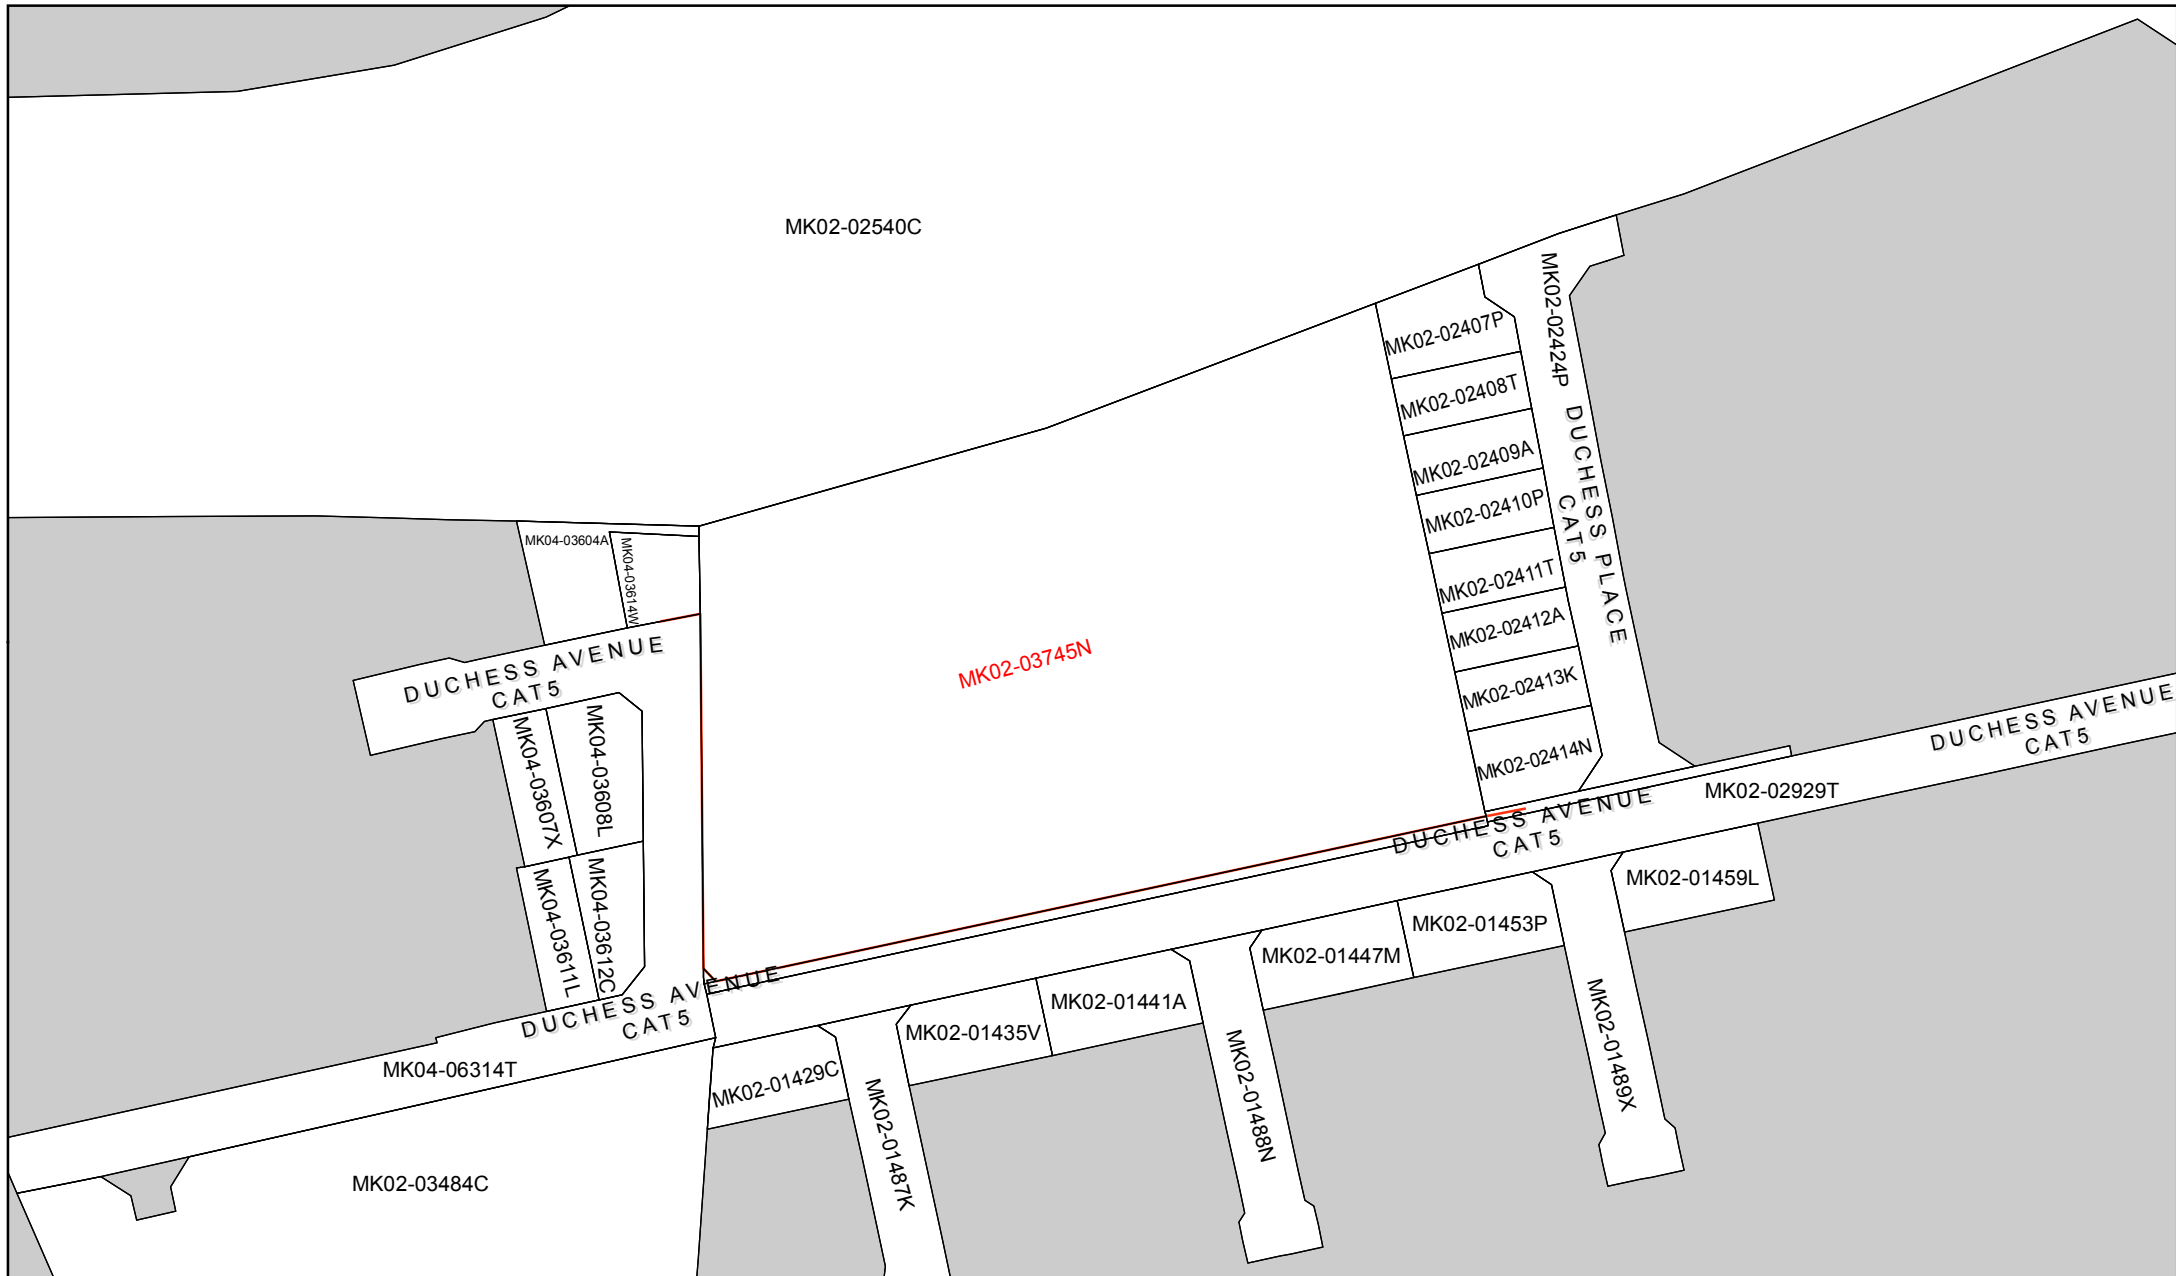 MK02-02540C
MK02-02424P
MK02-02407P
MK02-02408T
MK02-02409A
MK02-02410P
MK02-02411T
MK02-02412A
MK02-02413K
MK02-02414N
DUCHESS PLACE
CAT5
MK04-03604A
MK04-03614W
MK02-03745N
DUCHESS AVENUE
CAT5
MK04-03607X
MK04-03608L
MK04-03611L
MK04-03612C
DUCHESS AVENUE
CAT5
MK02-02929T
DUCHESS AVENUE
CAT5
DUCHESS AVENUE
CAT5
MK04-06314T
MK02-03484C
MK02-01429C
MK02-01487K
MK02-01435V
MK02-01441A
MK02-01488N
MK02-01447M
MK02-01453P
MK02-01489X
MK02-01459L